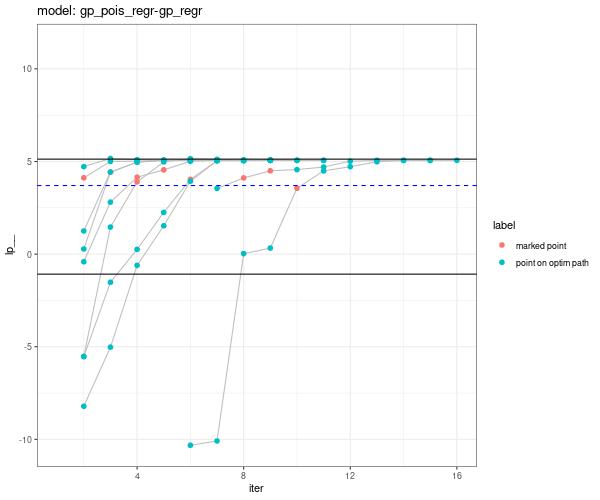 model: gp_pois_regr-gp_regr
10
5
0
-5
-10
lp__
4
8
12
16
iter
label
marked point
point on optim path